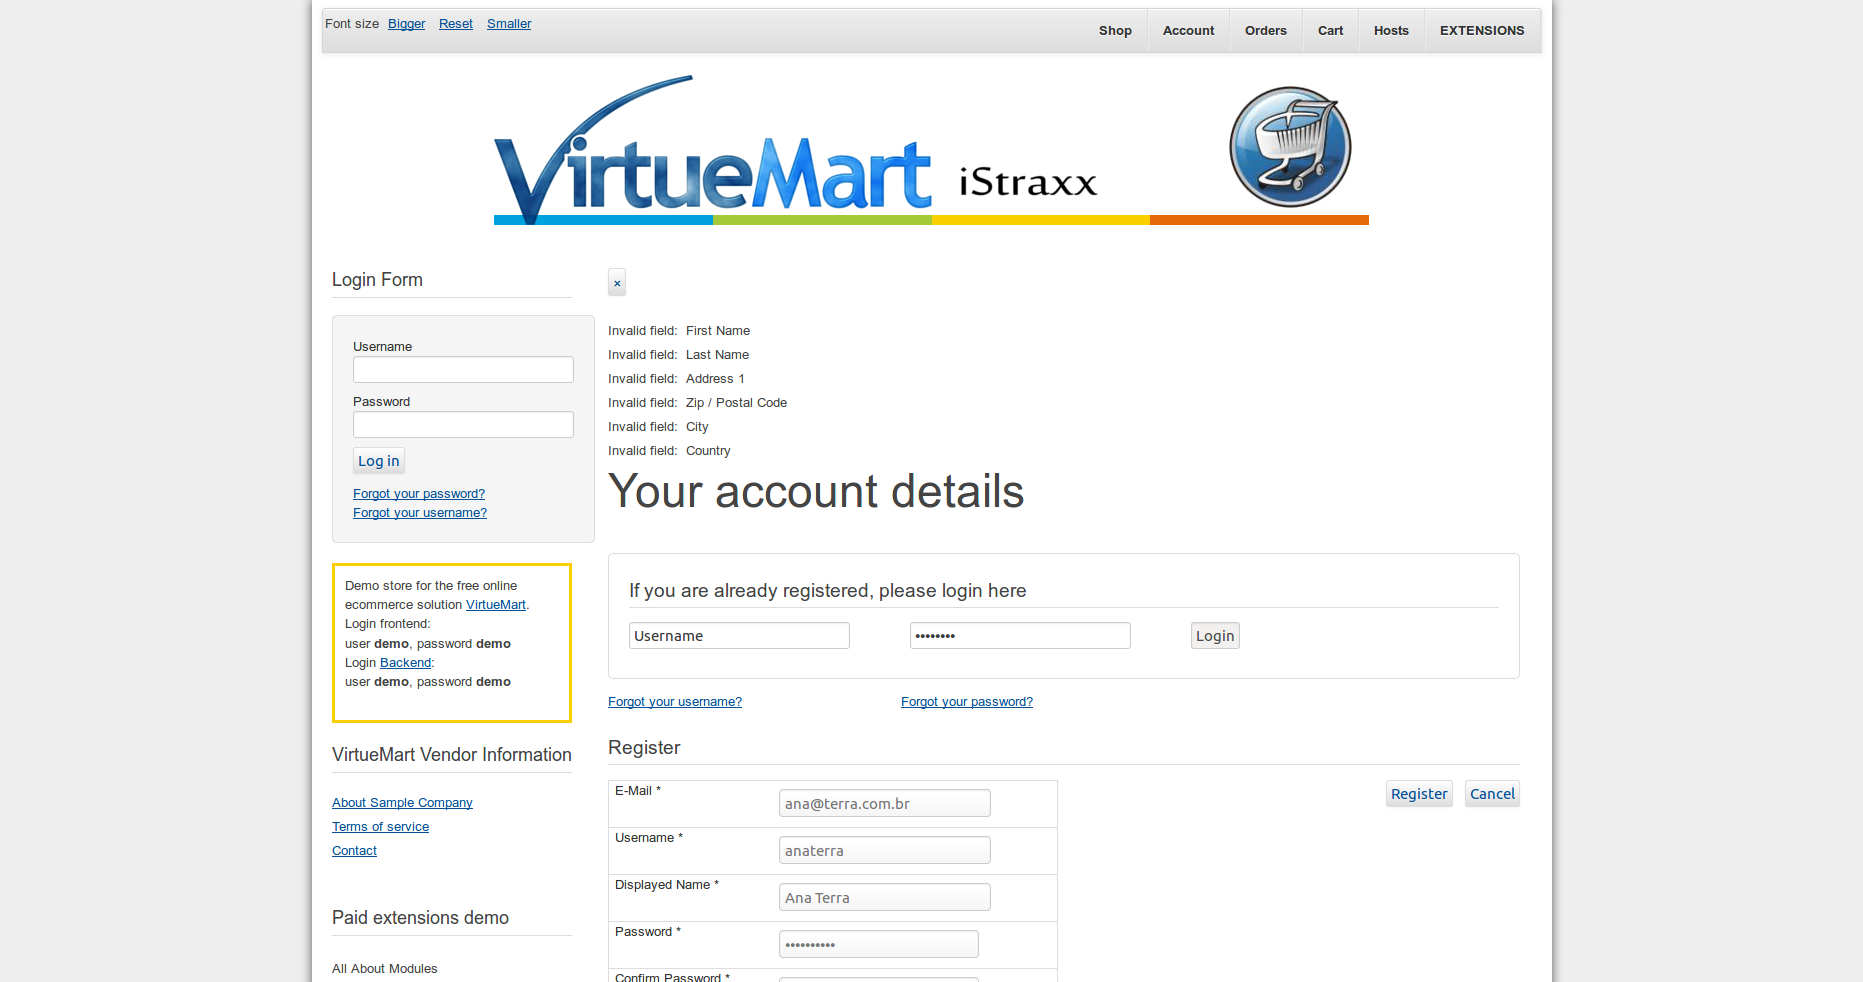 Font size Bigger Reset Smaller
Shop Account Orders Cart Hosts EXTENSIONS
VirtueMart iStraxx
Login Form
Username
Password
Log in
Forgot your password?
Forgot your username?
Demo store for the free online
ecommerce solution VirtueMart.
Login frontend:
user demo, password demo
Login Backend:
user demo, password demo
VirtueMart Vendor Information
About Sample Company
Terms of service
Contact
Paid extensions demo
All About Modules
×
Invalid field: First Name
Invalid field: Last Name
Invalid field: Address 1
Invalid field: Zip / Postal Code
Invalid field: City
Invalid field: Country
Your account details
If you are already registered, please login here
Username •••••••• Login
Forgot your username? Forgot your password?
Register
Register Cancel
E-Mail * ana@terra.com.br
Username * anaterra
Displayed Name * Ana Terra
Password * ••••••••••
Confirm Password *